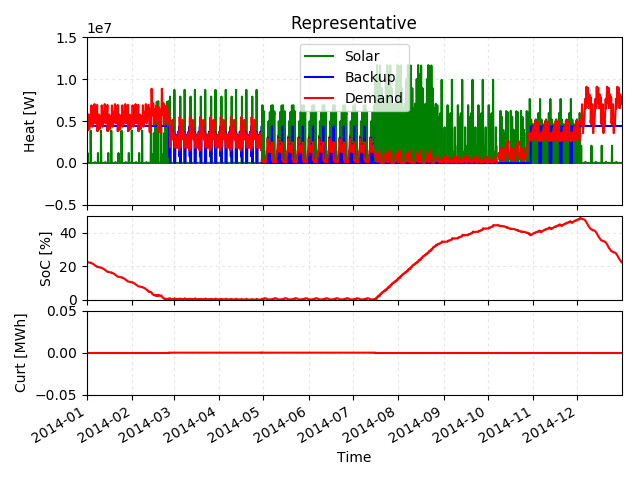 Representative
1e7
1.5
1.0
0.5
0.0
−0.5
Heat [W]
Solar
Backup
Demand
40
20
0
SoC [%]
0.05
0.00
−0.05
Curt [MWh]
2014-01
2014-02
2014-03
2014-04
2014-05
2014-06
2014-07
2014-08
2014-09
2014-10
2014-11
2014-12
Time